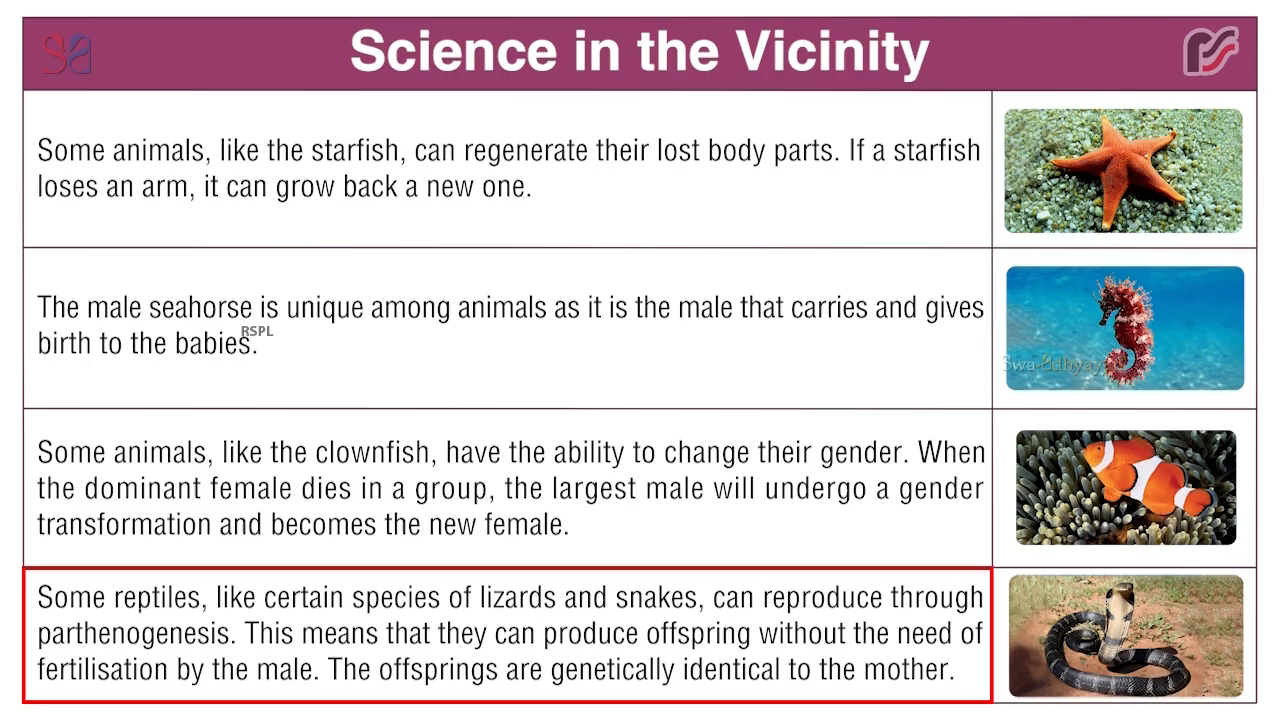 Science in the Vicinity
Some animals, like the starfish, can regenerate their lost body parts. If a starfish
loses an arm, it can grow back a new one.
The male seahorse is unique among animals as it is the male that carries and gives
birth to the babies.
RSPL
Swa-Adhyay
Some animals, like the clownfish, have the ability to change their gender. When
the dominant female dies in a group, the largest male will undergo a gender
transformation and becomes the new female.
Some reptiles, like certain species of lizards and snakes, can reproduce through
parthenogenesis. This means that they can produce offspring without the need of
fertilisation by the male. The offsprings are genetically identical to the mother.